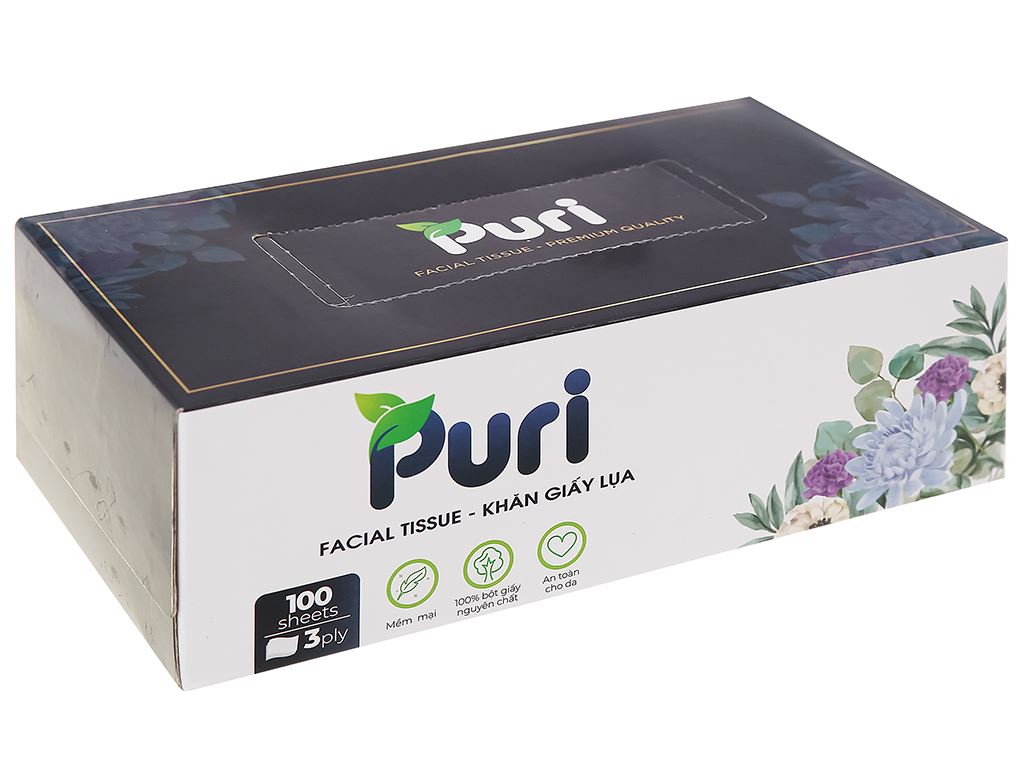 Puri
FACIAL TISSUE - PREMIUM QUALITY
Puri
FACIAL TISSUE - KHĂN GIẤY LỤA
100
sheets
3ply
Mềm mại
100% bột giấy
nguyên chất
An toàn
cho da